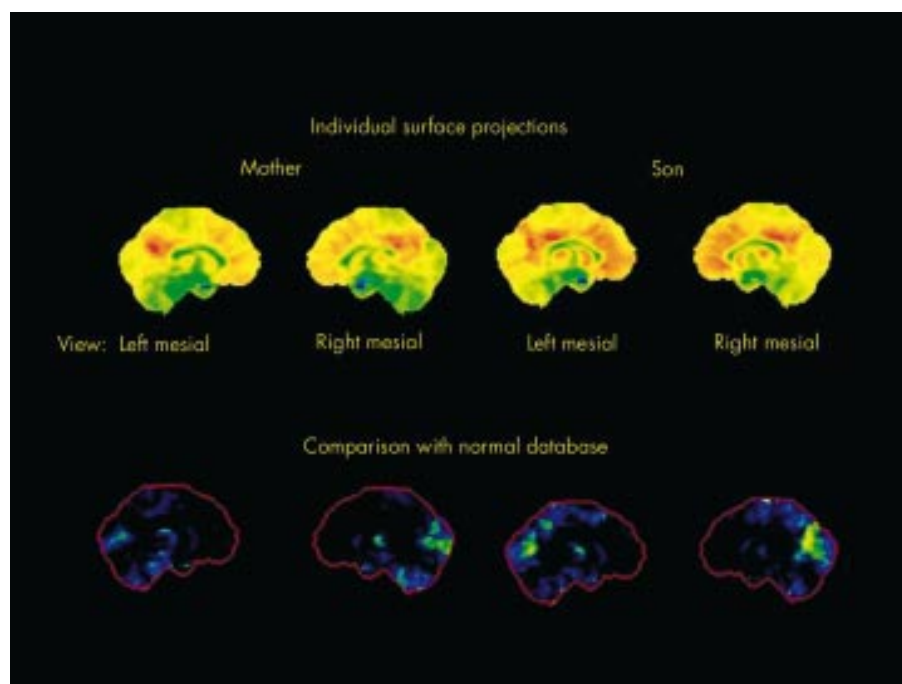 Individual surface projections
Mother Son
View: Left mesial Right mesial Left mesial Right mesial
Comparison with normal database